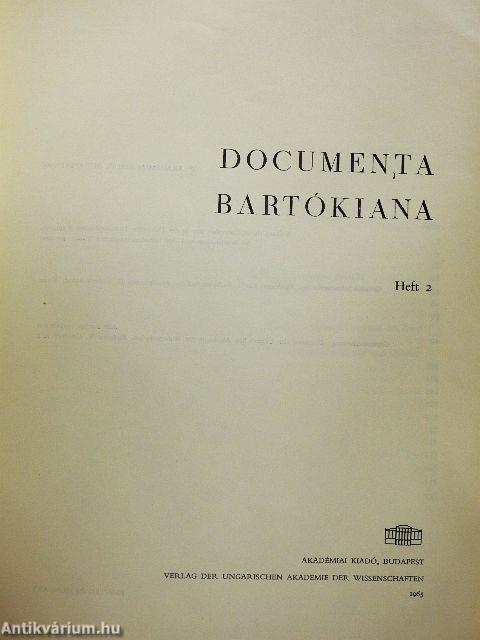 DOCUMENTA
BARTÓKIANA
Heft 2
AKADÉMIAI KIADÓ, BUDAPEST
VERLAG DER UNGARISCHEN AKADEMIE DER WISSENSCHAFTEN
1965
Antikvárium.hu